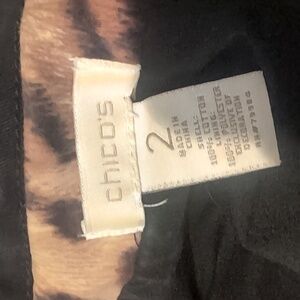 chico's
2
MADE IN
CHINA
SHELL:
100% COTTON
LINING:
100% POLYESTER
EXCLUSIVE OF
DECORATION